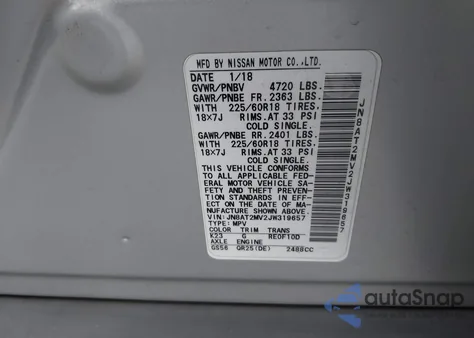 MFD BY NISSAN MOTOR CO.,LTD.
DATE 1/18
GVWR/PNBV 4720 LBS.
GAWR/PNBE FR. 2363 LBS.
WITH 225/60R18 TIRES.
18X7J RIMS.AT 33 PSI
COLD SINGLE.
GAWR/PNBE RR. 2401 LBS.
WITH 225/60R18 TIRES.
18X7J RIMS.AT 33 PSI
COLD SINGLE.
THIS VEHICLE CONFORMS
TO ALL APPLICABLE FED-
ERAL MOTOR VEHICLE SA-
FETY AND THEFT PREVEN-
TION STANDARDS IN EFF-
ECT ON THE DATE OF MA-
NUFACTURE SHOWN ABOVE.
VIN:JN8AT2MV2JW319657
TYPE:MPV
COLOR TRIM TRANS
K23 G RE0F10D
AXLE ENGINE
GS56 QR25(DE) 2488CC
JN8AT2MV2JW319657
autoSnap